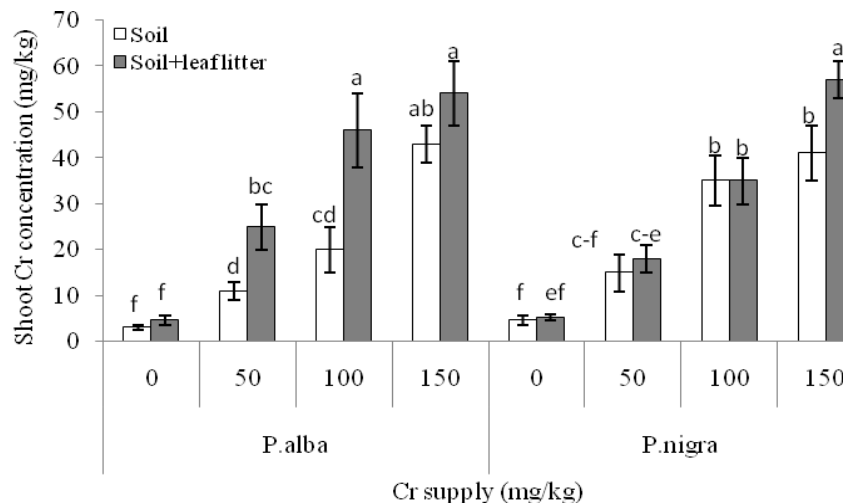 70
60
50
40
30
20
10
0
Shoot Cr concentration (mg/kg)
Soil
Soil+leaf litter
f
f
d
bc
cd
a
ab
a
f
ef
c-f
c-e
b
b
b
a
0 50 100 150 0 50 100 150
P.alba P.nigra
Cr supply (mg/kg)